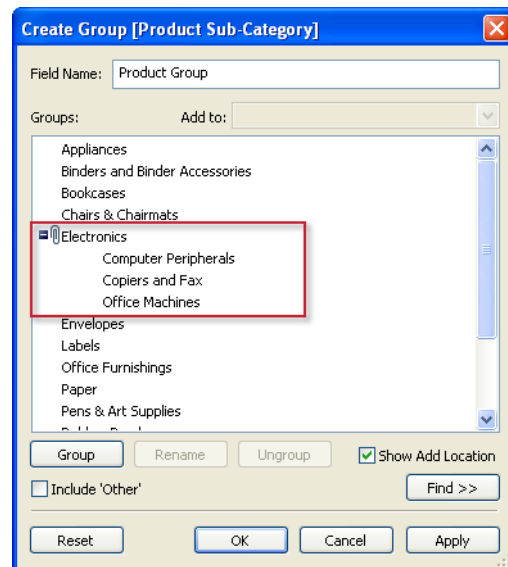 Create Group [Product Sub-Category]
Field Name: Product Group
Groups: Add to:
Appliances
Binders and Binder Accessories
Bookcases
Chairs & Chairmats
Electronics
Computer Peripherals
Copiers and Fax
Office Machines
Envelopes
Labels
Office Furnishings
Paper
Pens & Art Supplies
Group Rename Ungroup Show Add Location
Include 'Other' Find >>
Reset OK Cancel Apply